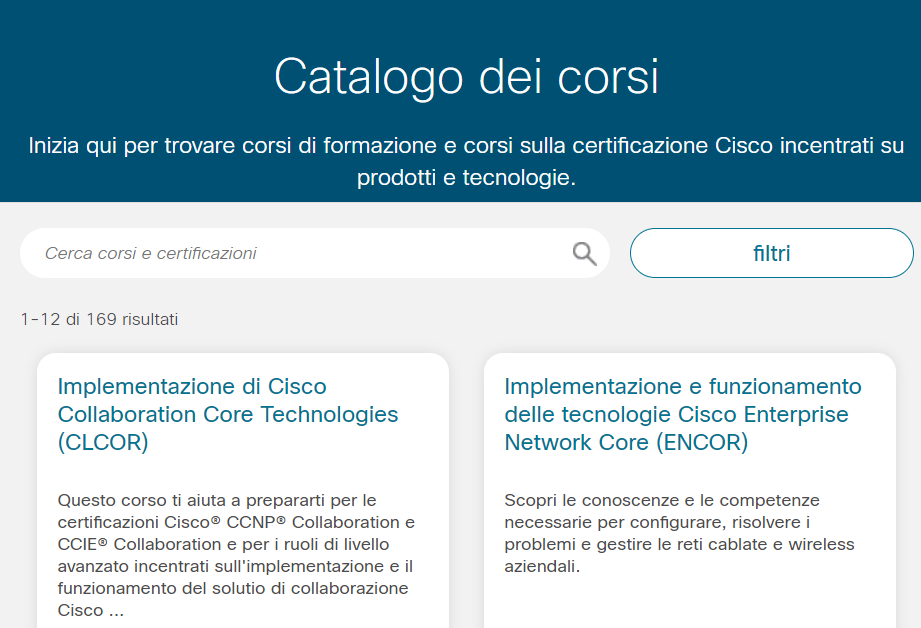 Catalogo dei corsi
Inizia qui per trovare corsi di formazione e corsi sulla certificazione Cisco incentrati su
prodotti e tecnologie.
Cerca corsi e certificazioni
filtri
1-12 di 169 risultati
Implementazione di Cisco
Collaboration Core Technologies
(CLCOR)
Questo corso ti aiuta a prepararti per le
certificazioni Cisco® CCNP® Collaboration e
CCIE® Collaboration e per i ruoli di livello
avanzato incentrati sull'implementazione e il
funzionamento del solutio di collaborazione
Cisco ...
Implementazione e funzionamento
delle tecnologie Cisco Enterprise
Network Core (ENCOR)
Scopri le conoscenze e le competenze
necessarie per configurare, risolvere i
problemi e gestire le reti cablate e wireless
aziendali.